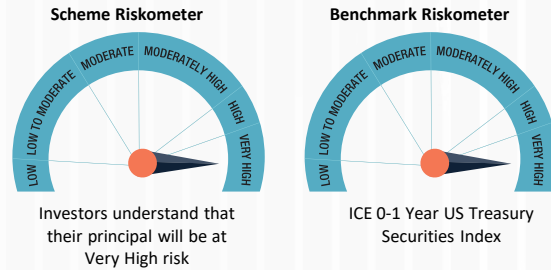 Scheme Riskometer
LOW
LOW TO MODERATE
MODERATE
MODERATELY HIGH
HIGH
VERY HIGH
Investors understand that
their principal will be at
Very High risk
Benchmark Riskometer
LOW
LOW TO MODERATE
MODERATE
MODERATELY HIGH
HIGH
VERY HIGH
ICE 0-1 Year US Treasury
Securities Index